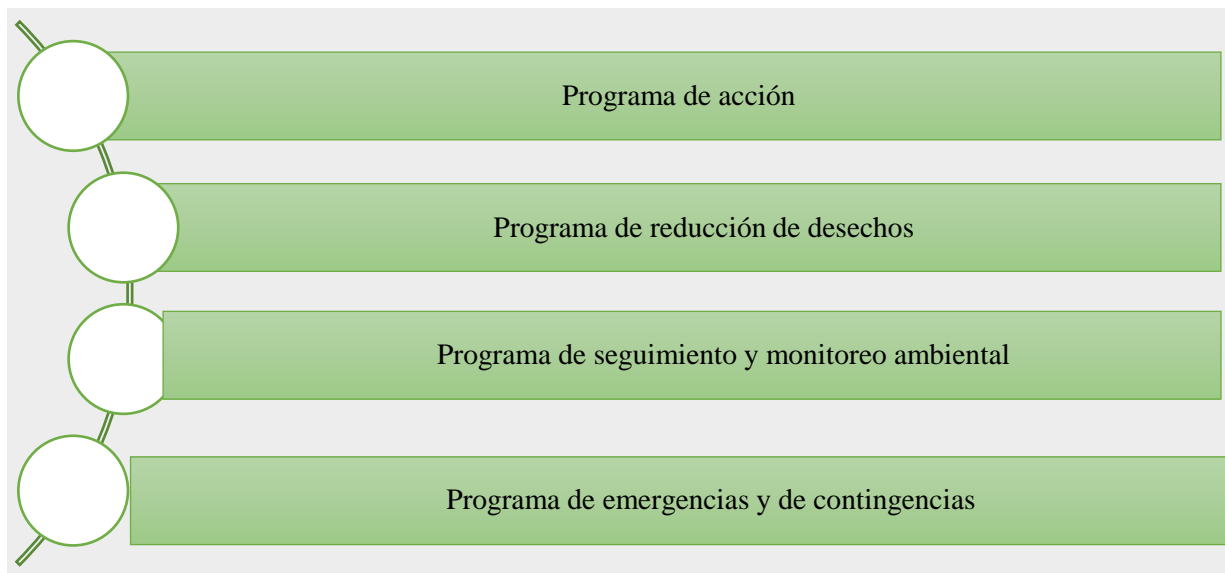 Programa de acción
Programa de reducción de desechos
Programa de seguimiento y monitoreo ambiental
Programa de emergencias y de contingencias